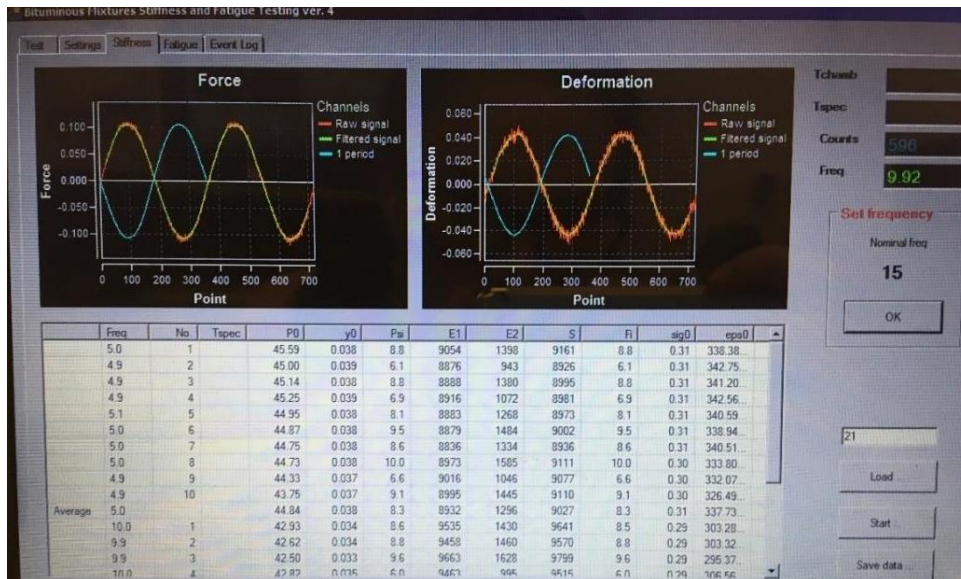 Bituminous Mixtures Stiffness and Fatigue Testing ver. 4
Test Settings Stiffness Fatigue Event Log
Force
Channels
Raw signal
Filtered signal
1 period
0.100
0.050
0.000
-0.050
-0.100
Force
0 100 200 300 400 500 600 700
Point
Deformation
Channels
Raw signal
Filtered signal
1 period
0.060
0.040
0.020
0.000
-0.020
-0.040
-0.060
Deformation
0 100 200 300 400 500 600 700
Point
Tchamb
Tspec
Counts 596
Freq 9.92
Set frequency
Nominal freq
15
OK
21
Load ...
Start ...
Save data ...
Freq No. Tspec P0 y0 Psi E1 E2 S Fi sig0 eps0
5.0 1 45.59 0.038 8.8 9054 1398 9161 8.8 0.31 338.38...
4.9 2 45.00 0.039 6.1 8876 943 8926 6.1 0.31 342.75...
4.9 3 45.14 0.038 8.8 8888 1380 8995 8.8 0.31 341.20...
4.9 4 45.25 0.039 6.9 8916 1072 8981 6.9 0.31 342.56...
5.1 5 44.95 0.038 8.1 8883 1268 8973 8.1 0.31 340.59
5.0 6 44.87 0.038 9.5 8879 1484 9002 9.5 0.31 338.94...
5.0 7 44.75 0.038 8.6 8836 1334 8936 8.6 0.31 340.51...
5.0 8 44.73 0.038 10.0 8973 1585 9111 10.0 0.30 333.80...
4.9 9 44.33 0.037 6.6 9016 1046 9077 6.6 0.30 332.07...
4.9 10 43.75 0.037 9.1 8995 1445 9110 9.1 0.30 326.49...
Average 5.0 44.84 0.038 8.3 8932 1296 9027 8.3 0.31 337.73...
10.0 1 42.93 0.034 8.6 9535 1430 9641 8.5 0.29 303.28...
9.9 2 42.62 0.034 8.8 9458 1460 9570 8.8 0.29 303.32...
9.9 3 42.50 0.033 9.6 9663 1628 9799 9.6 0.29 295.37...
10.0 4 42.82 0.035 6.0 9463 995 9515 6.0 0.29 306.56